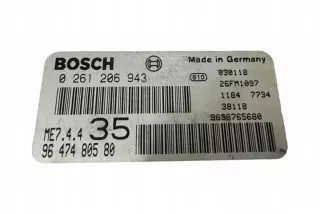 BOSCH Made in Germany
0 261 206 943 030118
26FM1097
1184 7734
38118
ME7.4.4 35 9638765680
96 474 805 80